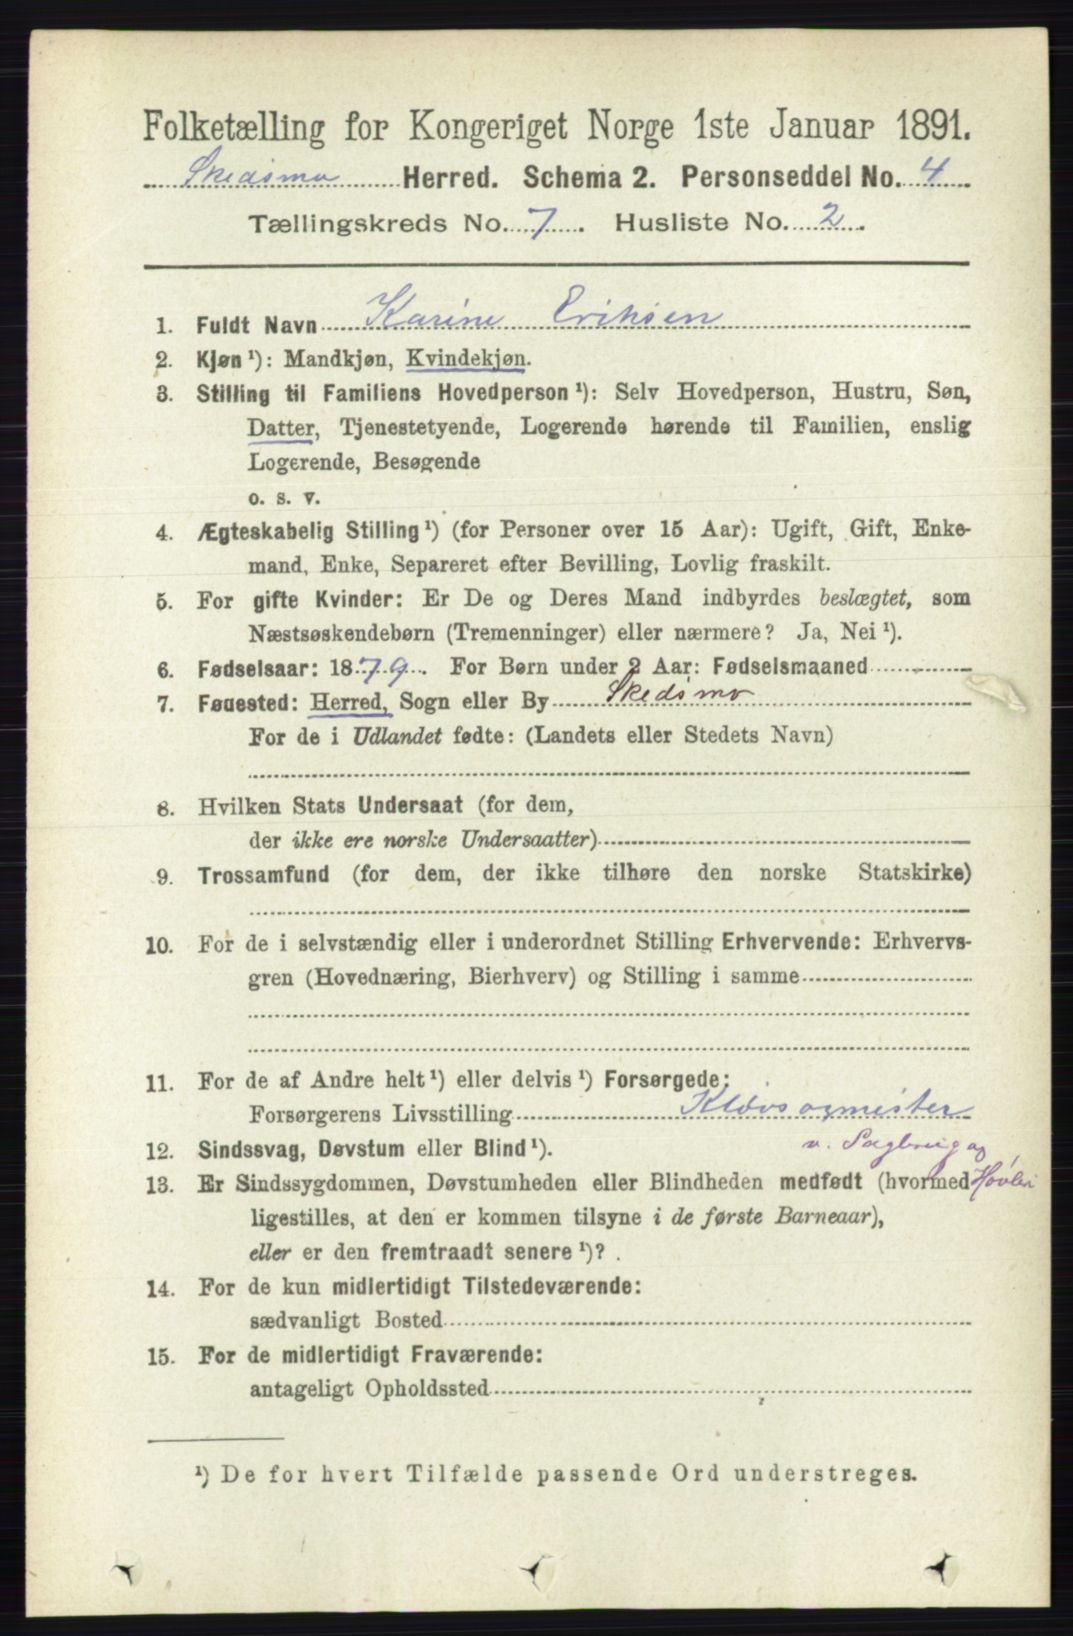 Folketælling for Kongeriget Norge 1ste Januar 1891.
Skedsmo Herred. Schema 2. Personseddel No. 4
Tællingskreds No. 7. Husliste No. 2.
1. Fuldt Navn Karine Eriksen
2. Kjøn ¹): Mandkjøn, Kvindekjøn.
3. Stilling til Familiens Hovedperson ¹): Selv Hovedperson, Hustru, Søn,
Datter, Tjenestetyende, Logerende hørende til Familien, enslig
Logerende, Besøgende
o. s. v.
4. Ægteskabelig Stilling ¹) (for Personer over 15 Aar): Ugift, Gift, Enke-
mand, Enke, Separeret efter Bevilling, Lovlig fraskilt.
5. For gifte Kvinder: Er De og Deres Mand indbyrdes beslægtet, som
Næstsøskendebørn (Tremenninger) eller nærmere? Ja, Nei ¹).
6. Fødselsaar: 1879. For Børn under 2 Aar: Fødselsmaaned
7. Føuested: Herred, Sogn eller By Skedsmo
For de i Udlandet fødte: (Landets eller Stedets Navn)
8. Hvilken Stats Undersaat (for dem,
der ikke ere norske Undersaatter)
9. Trossamfund (for dem, der ikke tilhøre den norske Statskirke)
10. For de i selvstændig eller i underordnet Stilling Erhvervende: Erhvervs-
gren (Hovednæring, Bierhverv) og Stilling i samme
11. For de af Andre helt ¹) eller delvis ¹) Forsørgede:
Forsørgerens Livsstilling Kløvsagmester
v. Sagbrug og
12. Sindssvag, Døvstum eller Blind ¹).
13. Er Sindssygdommen, Døvstumheden eller Blindheden medfødt (hvormed Høvleri
ligestilles, at den er kommen tilsyne i de første Barneaar),
eller er den fremtraadt senere ¹)?
14. For de kun midlertidigt Tilstedeværende:
sædvanligt Bosted
15. For de midlertidigt Fraværende:
antageligt Opholdssted
¹) De for hvert Tilfælde passende Ord understreges.